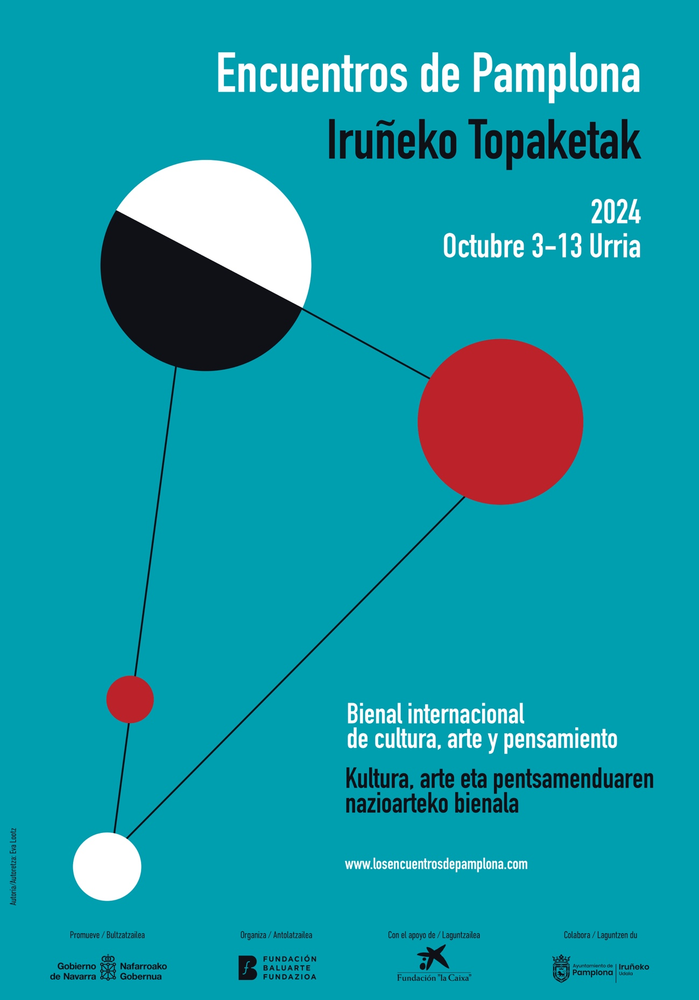 Encuentros de Pamplona
Iruñeko Topaketak
2024
Octubre 3-13 Urria
Bienal internacional
de cultura, arte y pensamiento
Kultura, arte eta pentsamenduaren
nazioarteko bienala
www.losencuentrosdepamplona.com
Autoría/Autoretza: Eva Lootz
Promueve / Bultzatzailea
Gobierno
de Navarra
Nafarroako
Gobernua
Organiza / Antolatzailea
FUNDACIÓN
BALUARTE
FUNDAZIOA
Con el apoyo de / Laguntzailea
Fundación "la Caixa"
Colabora / Laguntzen du
Ayuntamiento de
Pamplona
Iruñeko
Udala